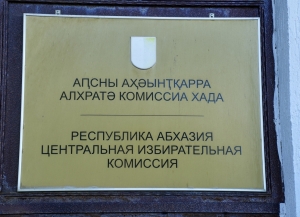 АԤСНЫ АҲӘЫНҬҚАРРА
АЛХРАТӘ КОМИССИА ХАДА
РЕСПУБЛИКА АБХАЗИЯ
ЦЕНТРАЛЬНАЯ ИЗБИРАТЕЛЬНАЯ
КОМИССИЯ